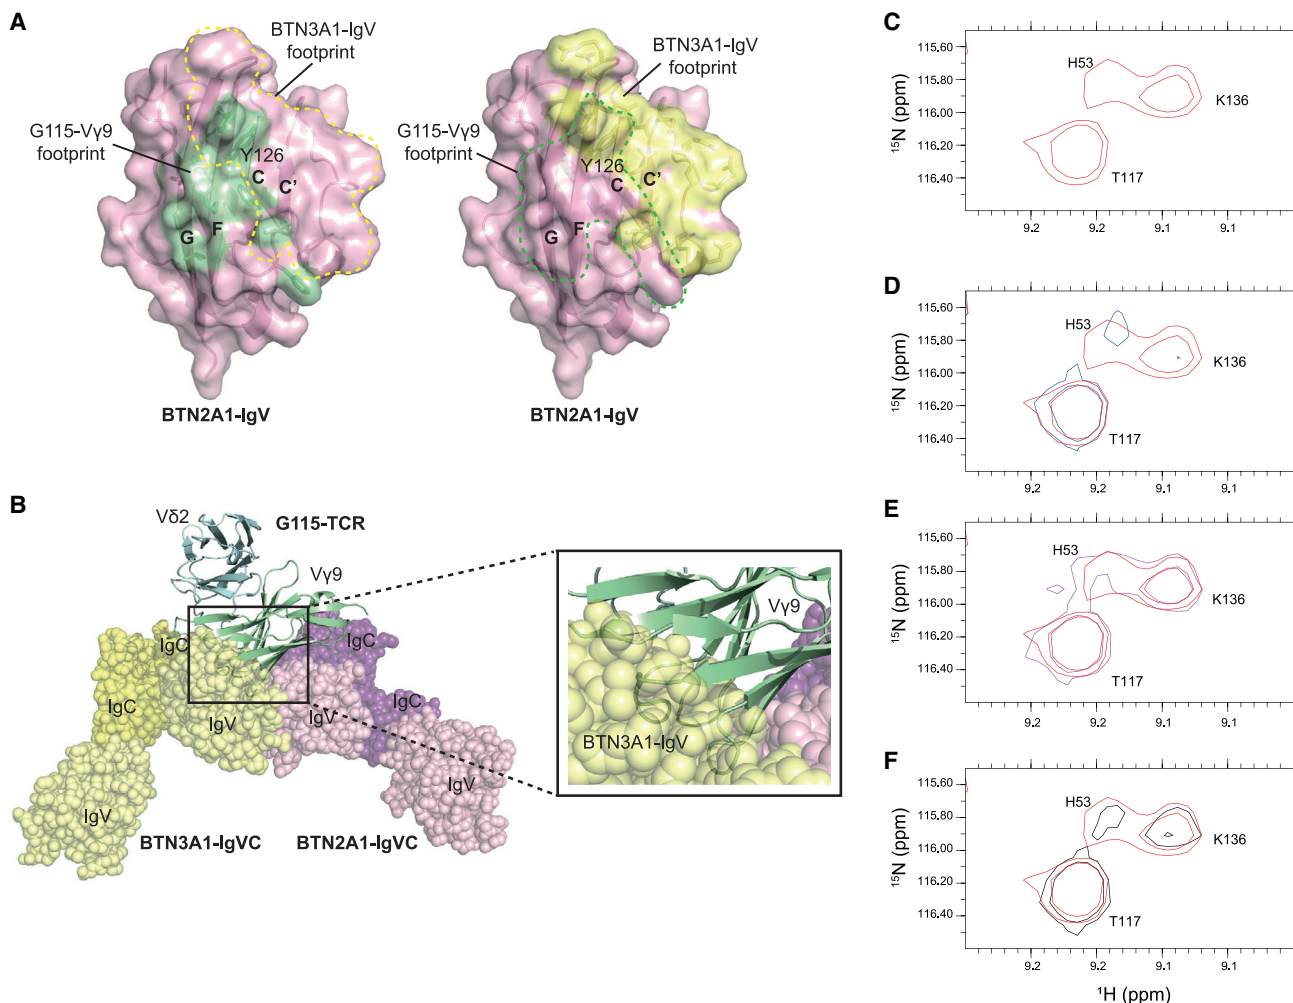 A
BTN3A1-IgV
footprint
G115-Vγ9
footprint
Y126
C
C'
G
F
BTN2A1-IgV
BTN3A1-IgV
footprint
G115-Vγ9
footprint
Y126
C
C'
G
F
BTN2A1-IgV
B
Vδ2
G115-TCR
Vγ9
IgC
IgC
IgC
IgV
IgV
IgC
IgV
IgV
BTN3A1-IgVC
BTN2A1-IgVC
Vγ9
BTN3A1-IgV
C
115,60
115.80
116.00
116,40
¹⁵N (ppm)
H53
K136
T117
9.2
9.2
9.1
9.1
D
115,60
115.80
116.00
116,20
116.40
¹⁵N (ppm)
H53
K136
T117
9.2
9.2
9.1
9.1
E
115,60
115.80
116.00
116,20
116.40
¹⁵N (ppm)
H53
K136
T117
9.2
9.2
9.1
9.1
F
115,60
115.80
116.00
116,20
116.40
¹⁵N (ppm)
H53
K136
T117
9.2
9.2
9.1
9.1
¹H (ppm)